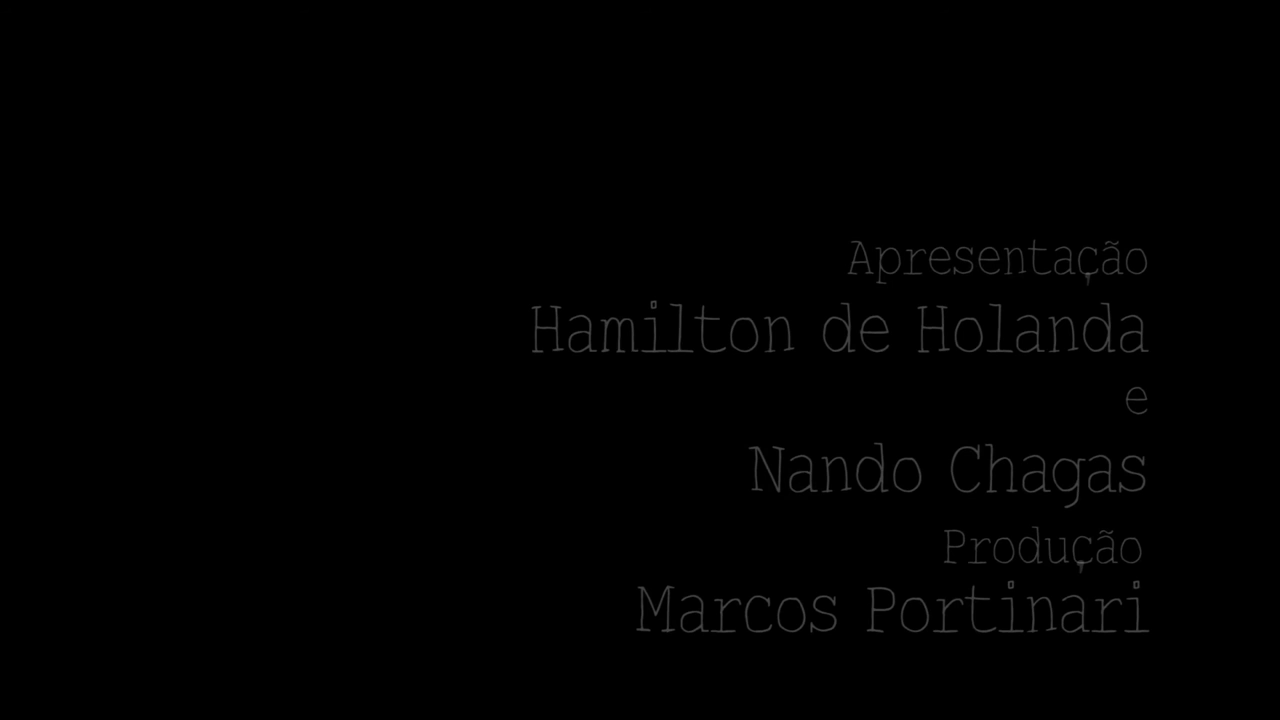 Apresentação
Hamilton de Holanda
e
Nando Chagas
Produção
Marcos Portinari